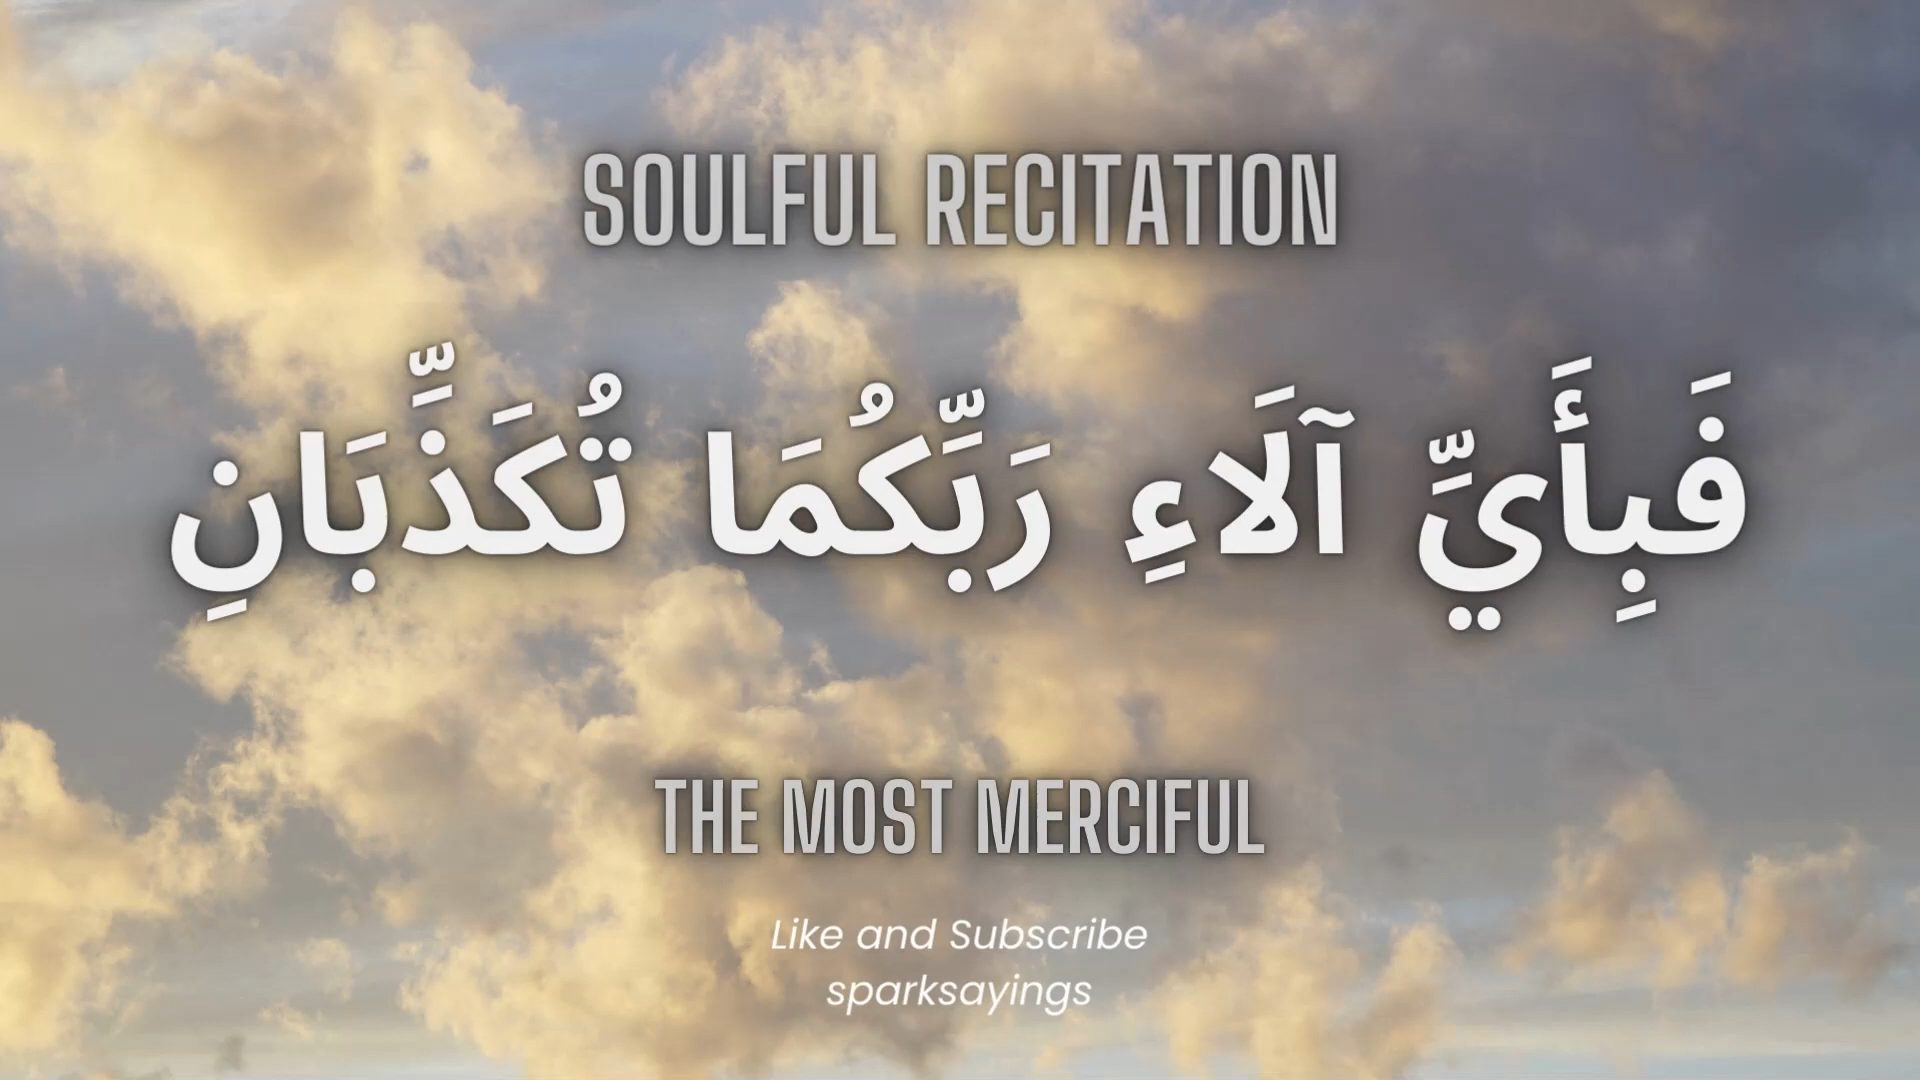 SOULFUL RECITATION
فَبِأَيِّ آلَاءِ رَبِّكُمَا تُكَذِّبَانِ
THE MOST MERCIFUL
Like and Subscribe
sparksayings